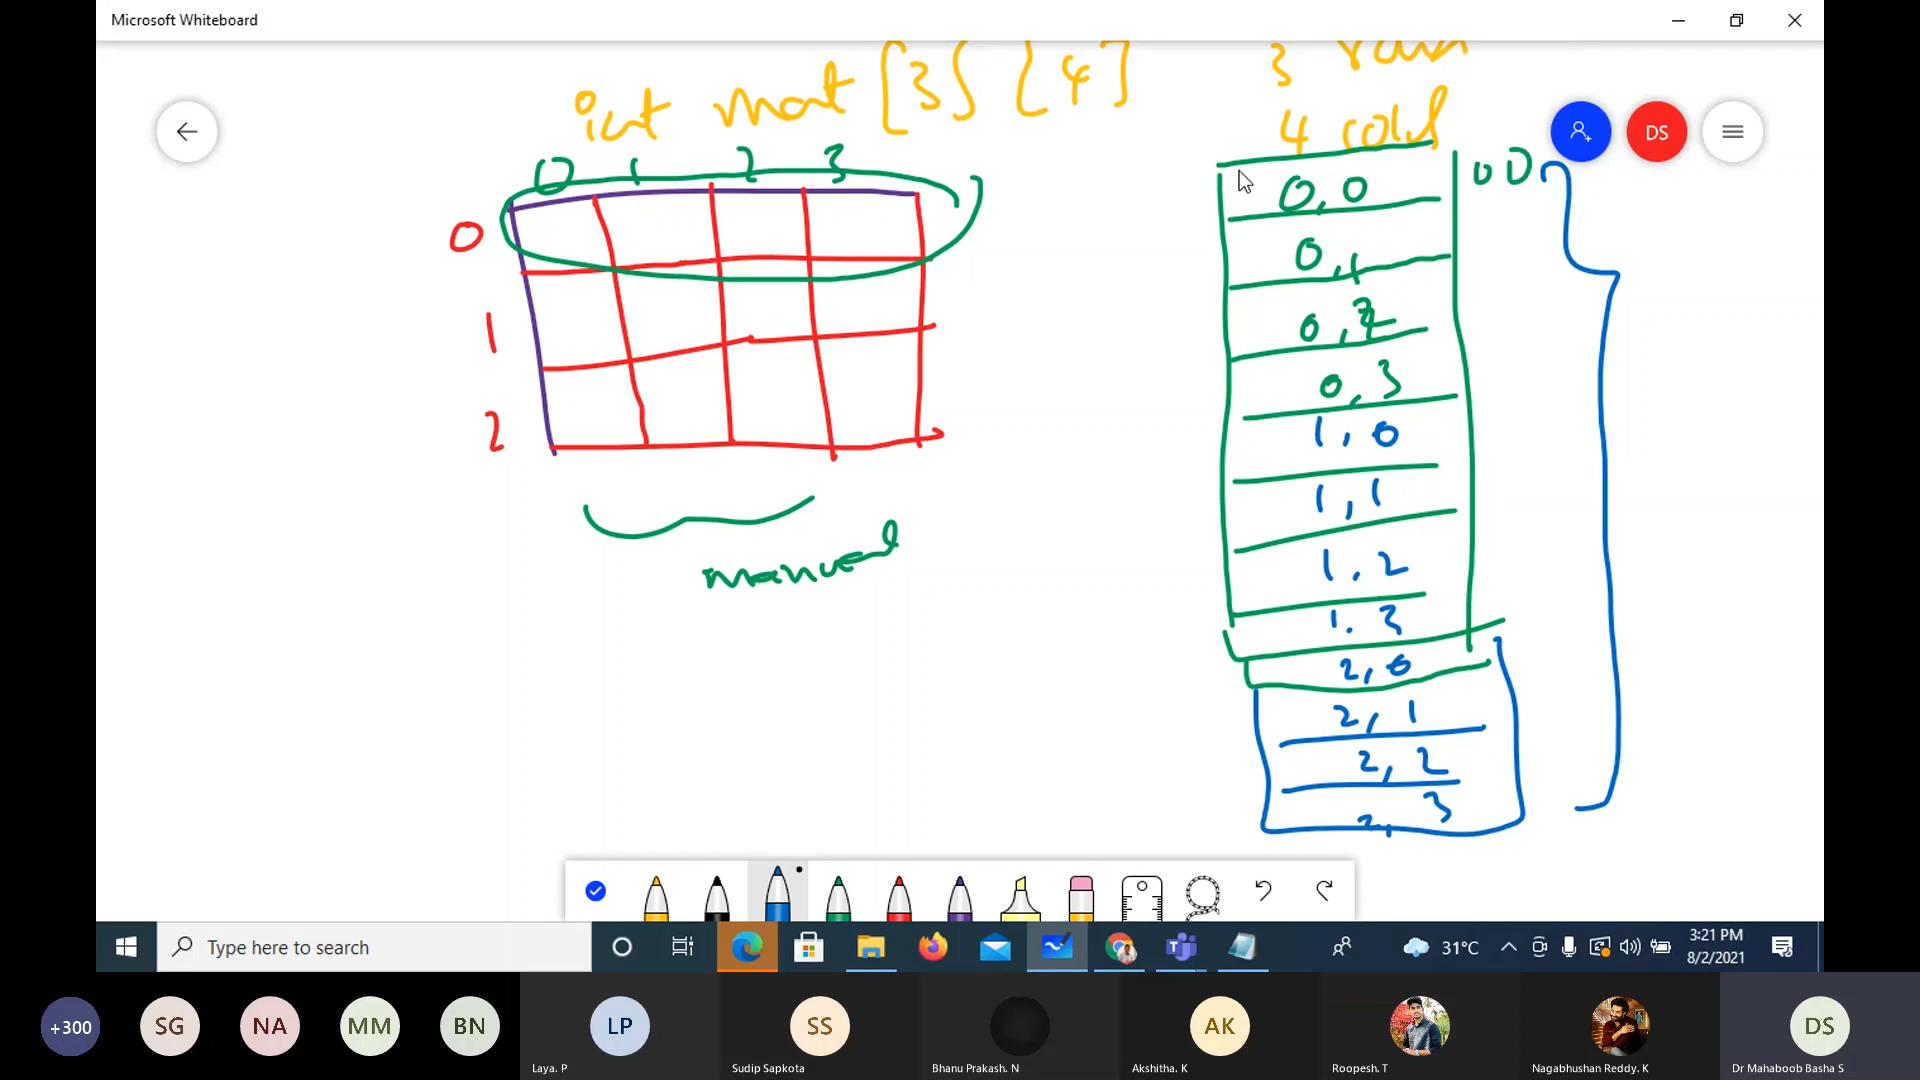 Microsoft Whiteboard
int mat [3] [4]
3
4 cols
DS
0 1 2 3
0
1
2
manual
0,0
0,1
0,2
0,3
1,0
1,1
1.2
1.3
2,0
2,1
2,2
2,3
Type here to search
31°C
3:21 PM
8/2/2021
+300
SG
NA
MM
BN
LP
SS
AK
DS
Laya. P
Sudip Sapkota
Bhanu Prakash. N
Akshitha. K
Roopesh. T
Nagabhushan Reddy. K
Dr Mahaboob Basha S